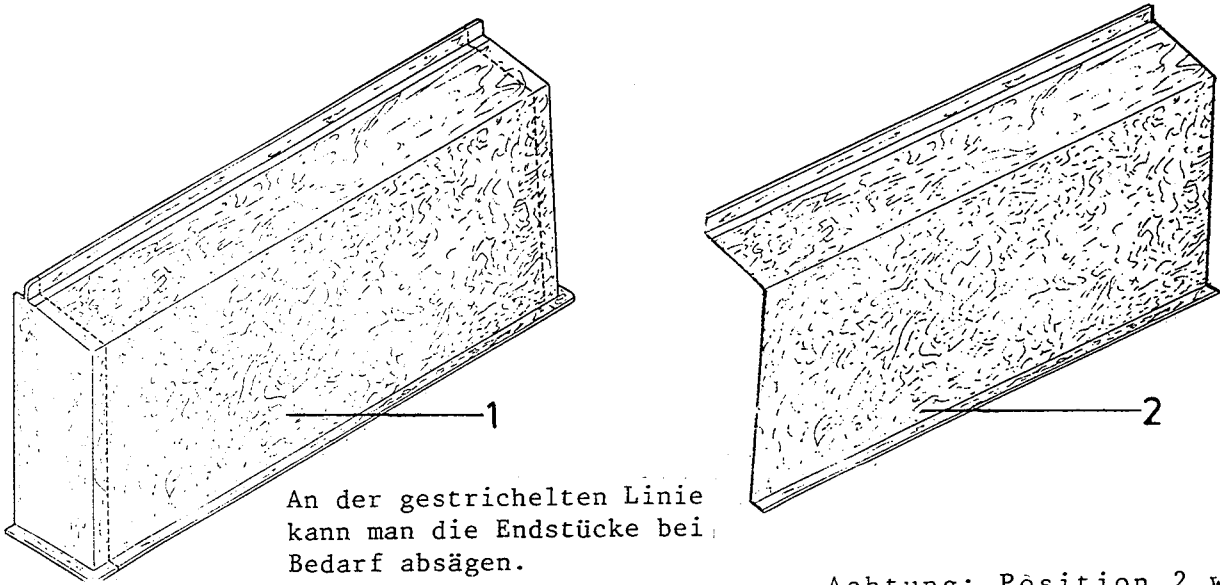 1
2
An der gestrichelten Linie
kann man die Endstücke bei
Bedarf absägen.
Achtung: Position 2